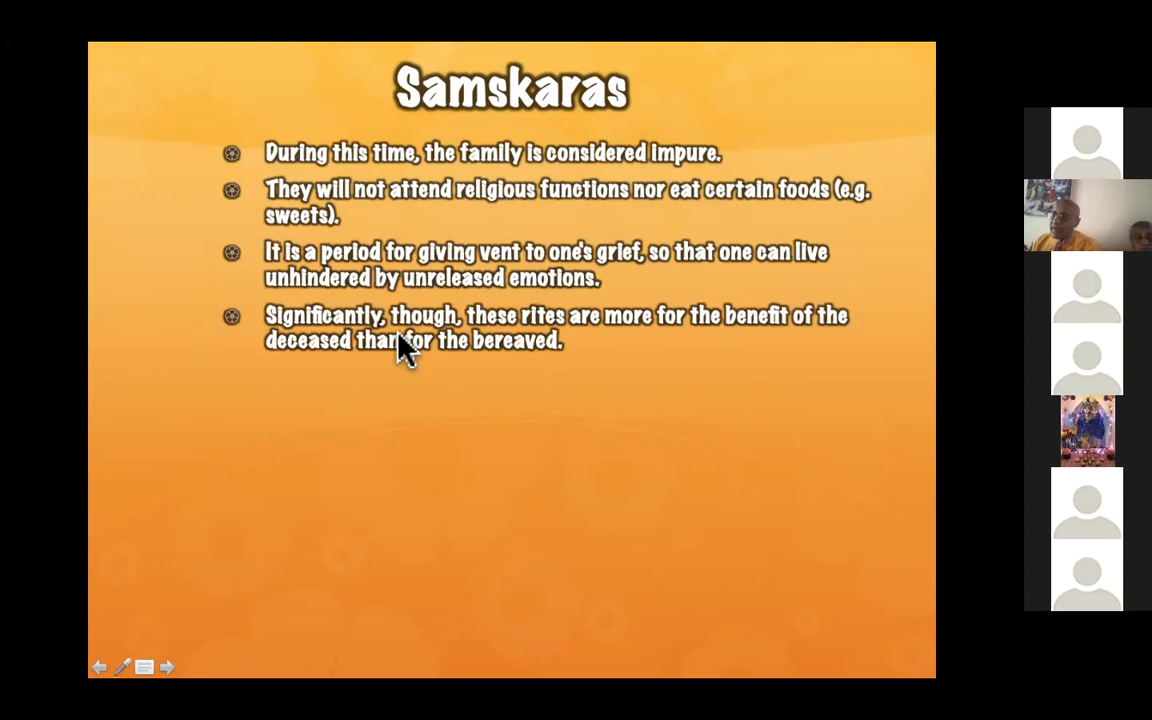 Samskaras
During this time, the family is considered impure.
They will not attend religious functions nor eat certain foods (e.g.
sweets).
It is a period for giving vent to one's grief, so that one can live
unhindered by unreleased emotions.
Significantly, though, these rites are more for the benefit of the
deceased than for the bereaved.